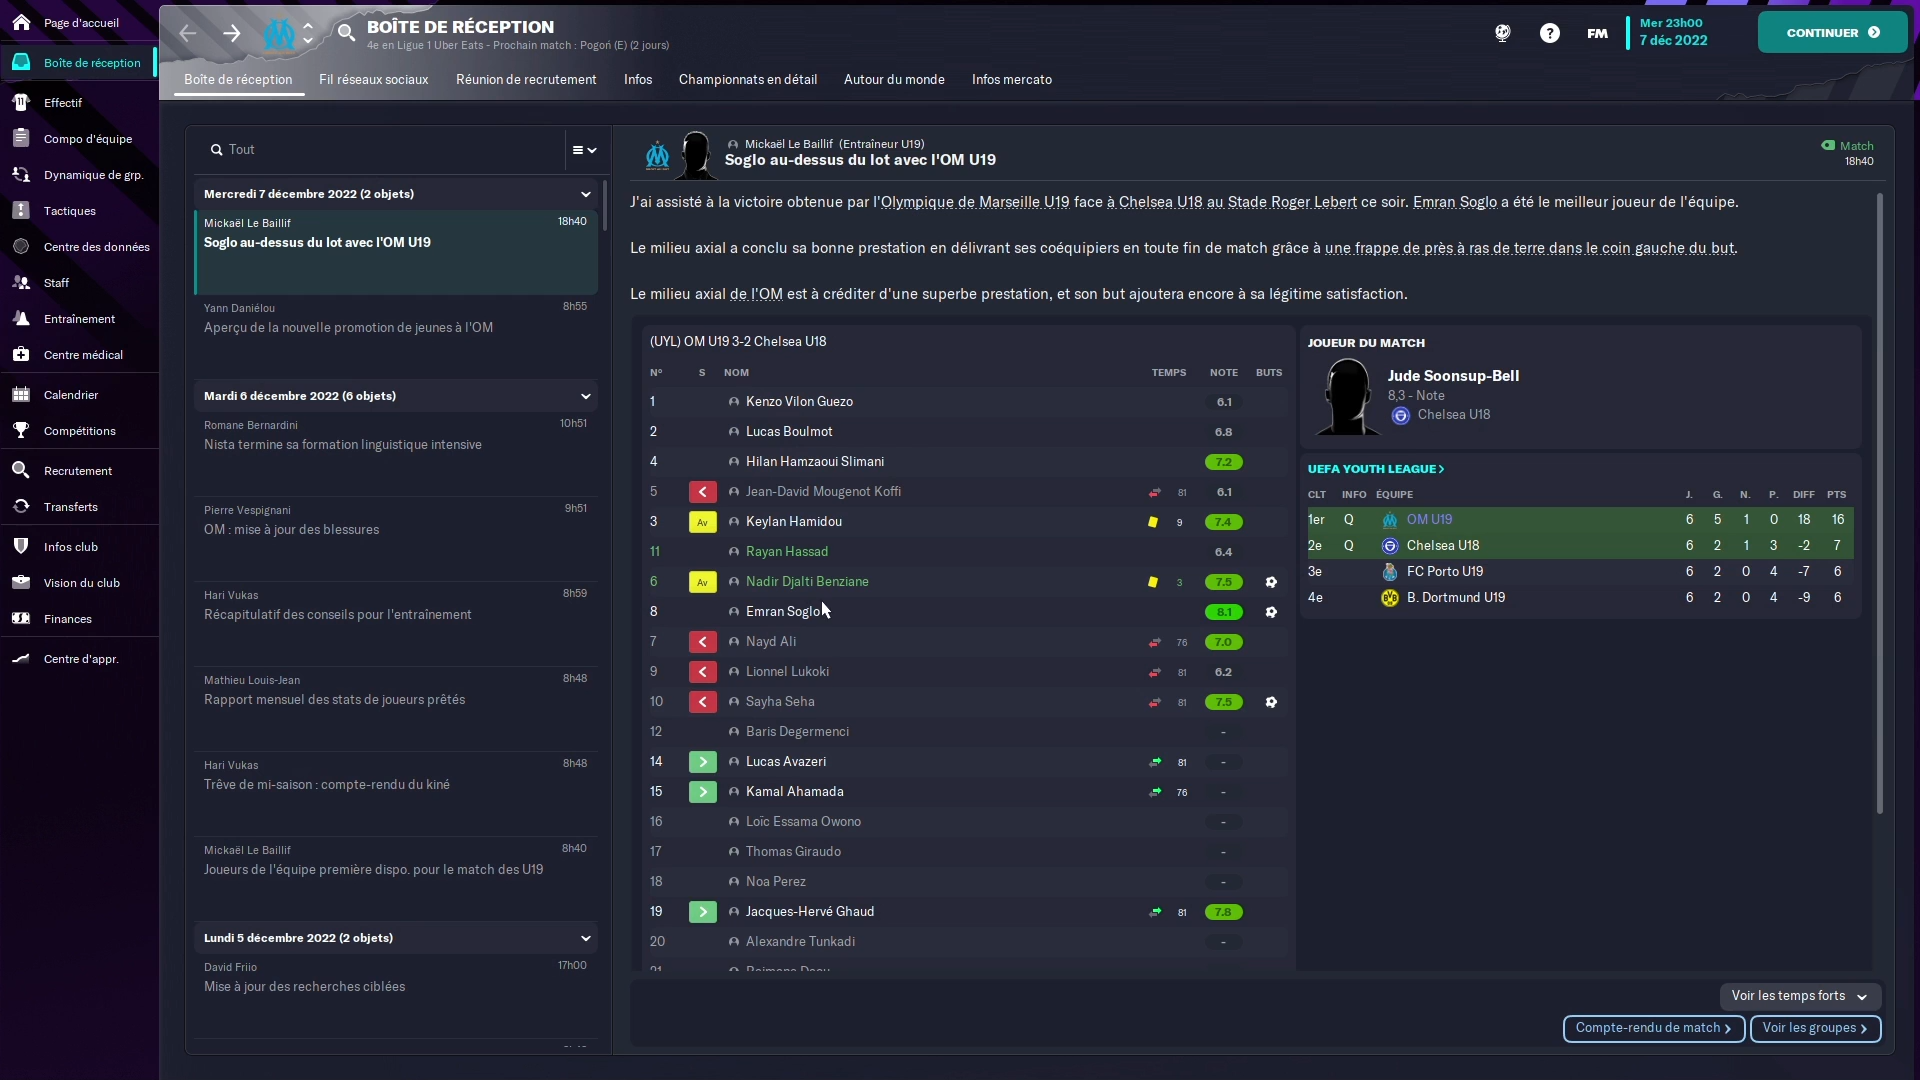 Page d'accueil
Boîte de réception
Effectif
Compo d'équipe
Dynamique de grp.
Tactiques
Centre des données
Staff
Entraînement
Centre médical
Calendrier
Compétitions
Recrutement
Transferts
Infos club
Vision du club
Finances
Centre d'appr.
BOÎTE DE RÉCEPTION
4e en Ligue 1 Uber Eats - Prochain match : Pogoń (E) (2 jours)
FM
Mer 23h00
7 déc 2022
CONTINUER
Boîte de réception Fil réseaux sociaux Réunion de recrutement Infos Championnats en détail Autour du monde Infos mercato
Tout
Mercredi 7 décembre 2022 (2 objets)
Mickaël Le Baillif 18h40
Soglo au-dessus du lot avec l'OM U19
Yann Daniélou 8h55
Aperçu de la nouvelle promotion de jeunes à l'OM
Mardi 6 décembre 2022 (6 objets)
Romane Bernardini 10h51
Nista termine sa formation linguistique intensive
Pierre Vespignani 9h51
OM : mise à jour des blessures
Hari Vukas 8h59
Récapitulatif des conseils pour l'entraînement
Mathieu Louis-Jean 8h48
Rapport mensuel des stats de joueurs prêtés
Hari Vukas 8h48
Trêve de mi-saison : compte-rendu du kiné
Mickaël Le Baillif 8h40
Joueurs de l'équipe première dispo. pour le match des U19
Lundi 5 décembre 2022 (2 objets)
David Friio 17h00
Mise à jour des recherches ciblées
Mickaël Le Baillif (Entraîneur U19)
Soglo au-dessus du lot avec l'OM U19
Match
18h40
J'ai assisté à la victoire obtenue par l'Olympique de Marseille U19 face à Chelsea U18 au Stade Roger Lebert ce soir. Emran Soglo a été le meilleur joueur de l'équipe.
Le milieu axial a conclu sa bonne prestation en délivrant ses coéquipiers en toute fin de match grâce à une frappe de près à ras de terre dans le coin gauche du but.
Le milieu axial de l'OM est à créditer d'une superbe prestation, et son but ajoutera encore à sa légitime satisfaction.
(UYL) OM U19 3-2 Chelsea U18
N° S NOM TEMPS NOTE BUTS
1 Kenzo Vilon Guezo 6.1
2 Lucas Boulmot 6.8
4 Hilan Hamzaoui Slimani 7.2
5 Jean-David Mougenot Koffi 81 6.1
3 Av Keylan Hamidou 9 7.4
11 Rayan Hassad 6.4
6 Av Nadir Djalti Benziane 3 7.5
8 Emran Soglo 8.1
7 Nayd Ali 76 7.0
9 Lionnel Lukoki 81 6.2
10 Sayha Seha 81 7.5
12 Baris Degermenci -
14 Lucas Avazeri 81 -
15 Kamal Ahamada 76 -
16 Loïc Essama Owono -
17 Thomas Giraudo -
18 Noa Perez -
19 Jacques-Hervé Ghaud 81 7.8
20 Alexandre Tunkadi -
JOUEUR DU MATCH
Jude Soonsup-Bell
8,3 - Note
Chelsea U18
UEFA YOUTH LEAGUE
CLT INFO ÉQUIPE J. G. N. P. DIFF PTS
1er Q OM U19 6 5 1 0 18 16
2e Q Chelsea U18 6 2 1 3 -2 7
3e FC Porto U19 6 2 0 4 -7 6
4e B. Dortmund U19 6 2 0 4 -9 6
Voir les temps forts
Compte-rendu de match
Voir les groupes